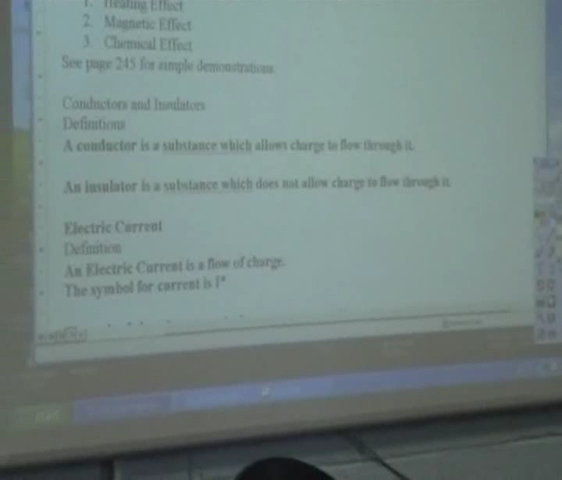 1. Heating Effect
2. Magnetic Effect
3. Chemical Effect
See page 245 for simple demonstrations.
Conductors and Insulators
Definitions
A conductor is a substance which allows charge to flow through it.
An insulator is a substance which does not allow charge to flow through it.
Electric Current
Definition
An Electric Current is a flow of charge.
The symbol for current is I*